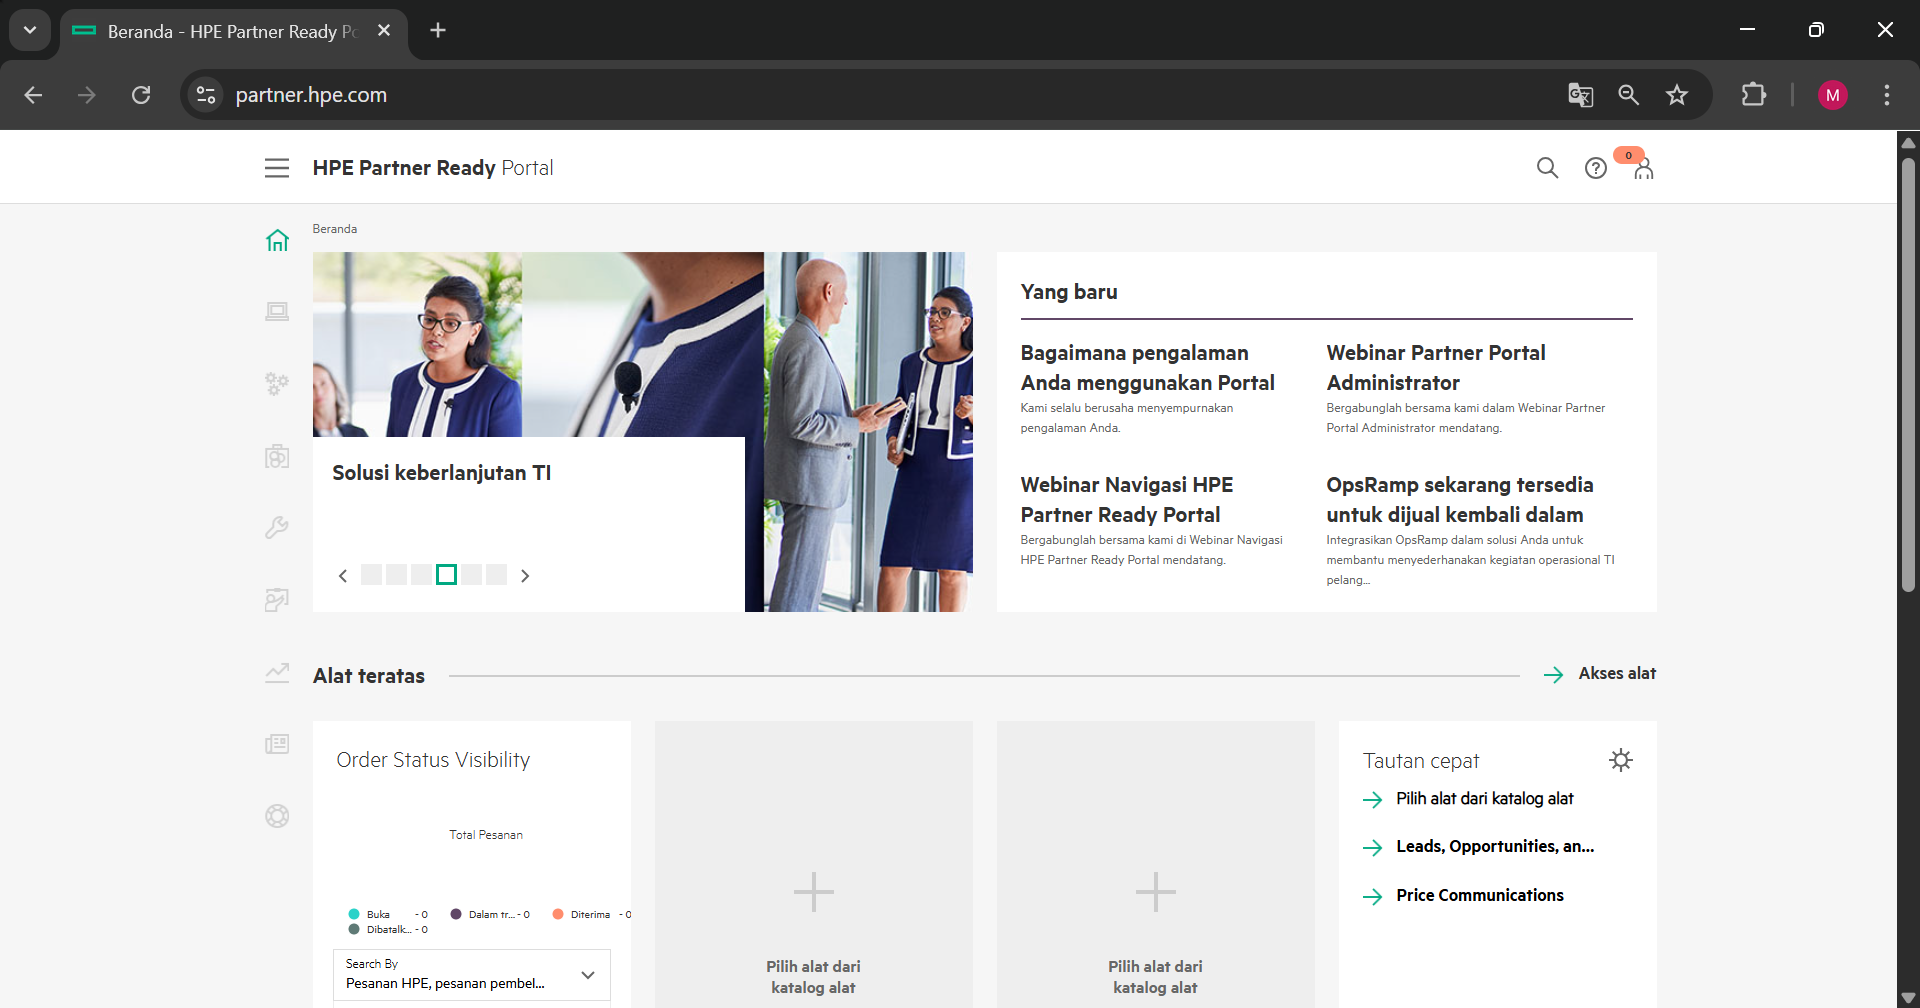 Beranda - HPE Partner Ready Po
partner.hpe.com
M
HPE Partner Ready Portal
0
Beranda
Solusi keberlanjutan TI
Yang baru
Bagaimana pengalaman
Anda menggunakan Portal
Kami selalu berusaha menyempurnakan
pengalaman Anda.
Webinar Partner Portal
Administrator
Bergabunglah bersama kami dalam Webinar Partner
Portal Administrator mendatang.
Webinar Navigasi HPE
Partner Ready Portal
Bergabunglah bersama kami di Webinar Navigasi
HPE Partner Ready Portal mendatang.
OpsRamp sekarang tersedia
untuk dijual kembali dalam
Integrasikan OpsRamp dalam solusi Anda untuk
membantu menyederhanakan kegiatan operasional TI
pelang...
Alat teratas
Akses alat
Order Status Visibility
Total Pesanan
Buka - 0
Dalam tr... - 0
Diterima - 0
Dibatalk... - 0
Search By
Pesanan HPE, pesanan pembel...
Pilih alat dari
katalog alat
Pilih alat dari
katalog alat
Tautan cepat
Pilih alat dari katalog alat
Leads, Opportunities, an...
Price Communications